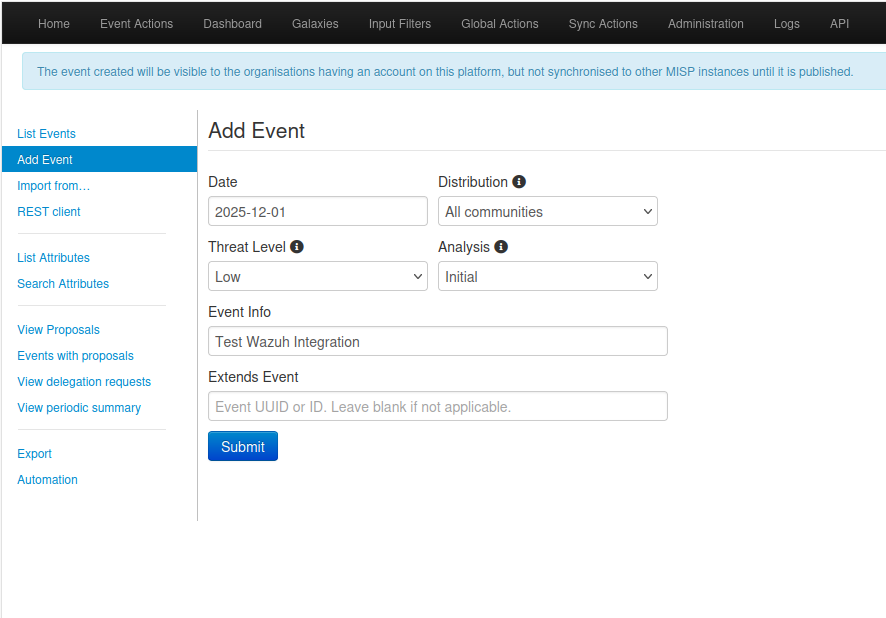 Home Event Actions Dashboard Galaxies Input Filters Global Actions Sync Actions Administration Logs API
The event created will be visible to the organisations having an account on this platform, but not synchronised to other MISP instances until it is published.
List Events
Add Event
Import from…
REST client
List Attributes
Search Attributes
View Proposals
Events with proposals
View delegation requests
View periodic summary
Export
Automation
Add Event
Date Distribution
2025-12-01 All communities
Threat Level Analysis
Low Initial
Event Info
Test Wazuh Integration
Extends Event
Event UUID or ID. Leave blank if not applicable.
Submit